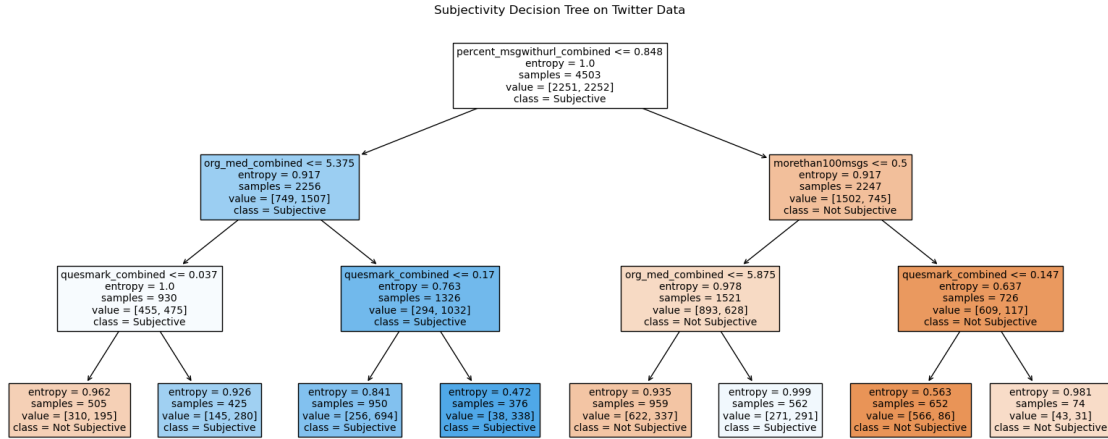 Subjectivity Decision Tree on Twitter Data
percent_msgwithurl_combined <= 0.848
entropy = 1.0
samples = 4503
value = [2251, 2252]
class = Subjective
org_med_combined <= 5.375
entropy = 0.917
samples = 2256
value = [749, 1507]
class = Subjective
morethan100msgs <= 0.5
entropy = 0.917
samples = 2247
value = [1502, 745]
class = Not Subjective
quesmark_combined <= 0.037
entropy = 1.0
samples = 930
value = [455, 475]
class = Subjective
quesmark_combined <= 0.17
entropy = 0.763
samples = 1326
value = [294, 1032]
class = Subjective
org_med_combined <= 5.875
entropy = 0.978
samples = 1521
value = [893, 628]
class = Not Subjective
quesmark_combined <= 0.147
entropy = 0.637
samples = 726
value = [609, 117]
class = Not Subjective
entropy = 0.962
samples = 505
value = [310, 195]
class = Not Subjective
entropy = 0.926
samples = 425
value = [145, 280]
class = Subjective
entropy = 0.841
samples = 950
value = [256, 694]
class = Subjective
entropy = 0.472
samples = 376
value = [38, 338]
class = Subjective
entropy = 0.935
samples = 959
value = [622, 337]
class = Not Subjective
entropy = 0.999
samples = 562
value = [271, 291]
class = Subjective
entropy = 0.563
samples = 652
value = [566, 86]
class = Not Subjective
entropy = 0.981
samples = 74
value = [43, 31]
class = Not Subjective